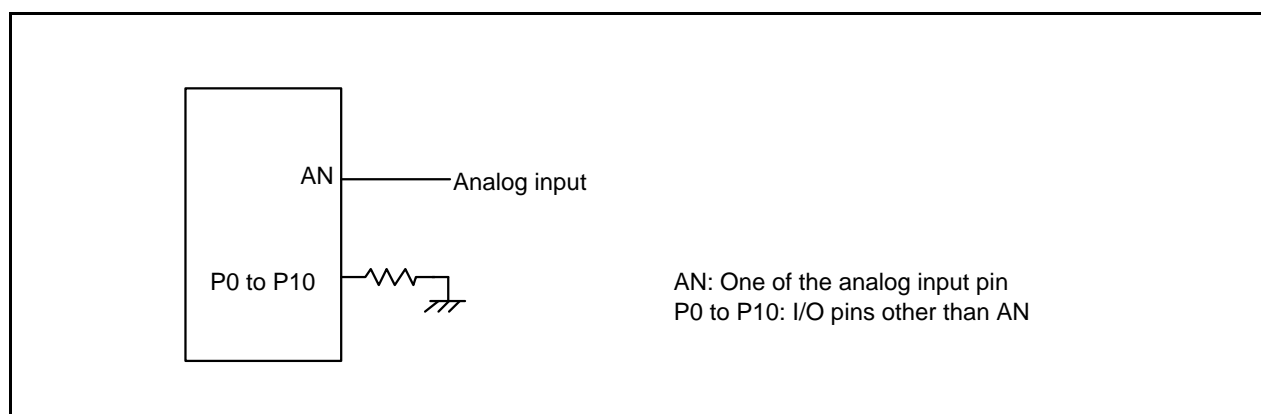 AN
Analog input
P0 to P10
AN: One of the analog input pin
P0 to P10: I/O pins other than AN